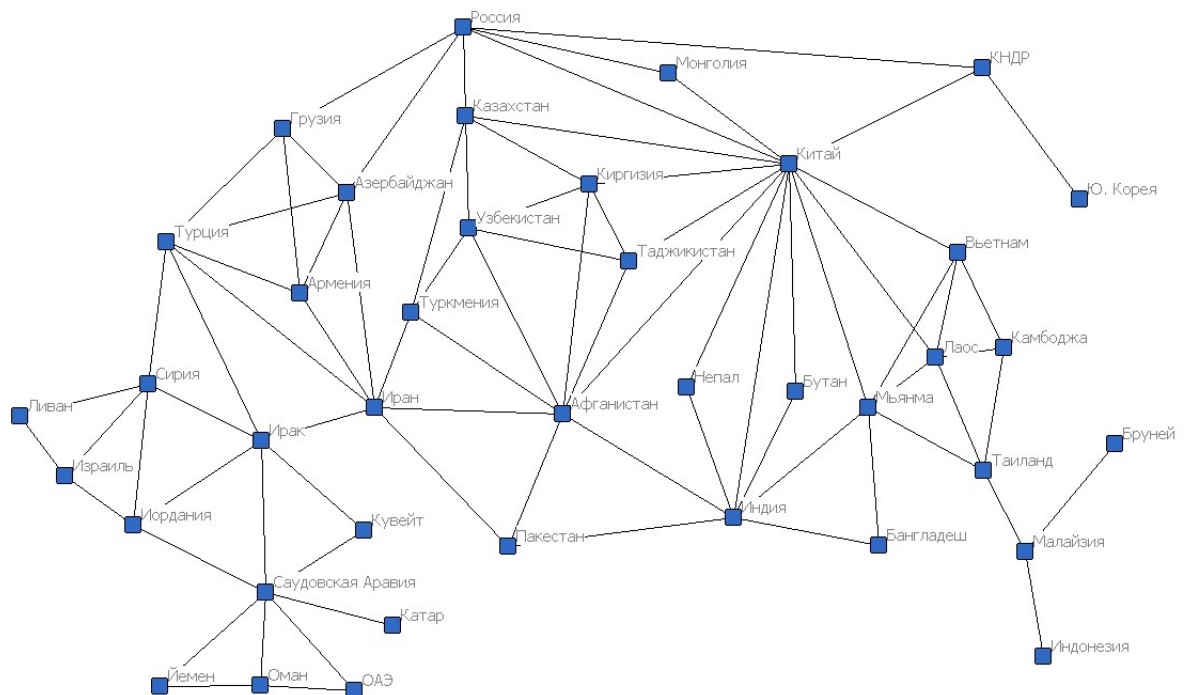 Россия
КНДР
Монголия
Казахстан
Грузия
Китай
Киргизия
Азербайджан
Ю. Корея
Узбекистан
Турция
Вьетнам
Таджикистан
Армения
Туркмения
Камбоджа
Лаос
Сирия
Непал
Бутан
Иран
Мьянма
Ливан
Афганистан
Ирак
Бруней
Израиль
Таиланд
Индия
Иордания
Кувейт
Пакестан
Бангладеш
Малайзия
Саудовская Аравия
Катар
Индонезия
Йемен
Оман
ОАЭ